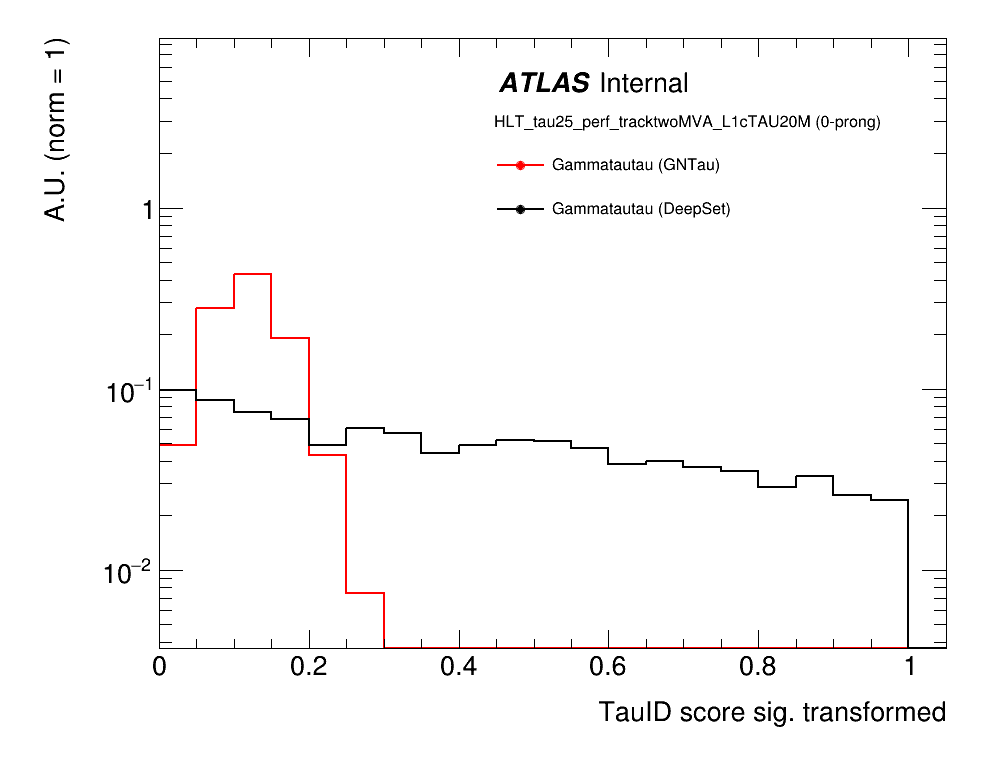 A.U. (norm = 1)
ATLAS Internal
HLT_tau25_perf_tracktwoMVA_L1cTAU20M (0-prong)
Gammatautau (GNTau)
Gammatautau (DeepSet)
1
10⁻¹
10⁻²
0 0.2 0.4 0.6 0.8 1
TauID score sig. transformed